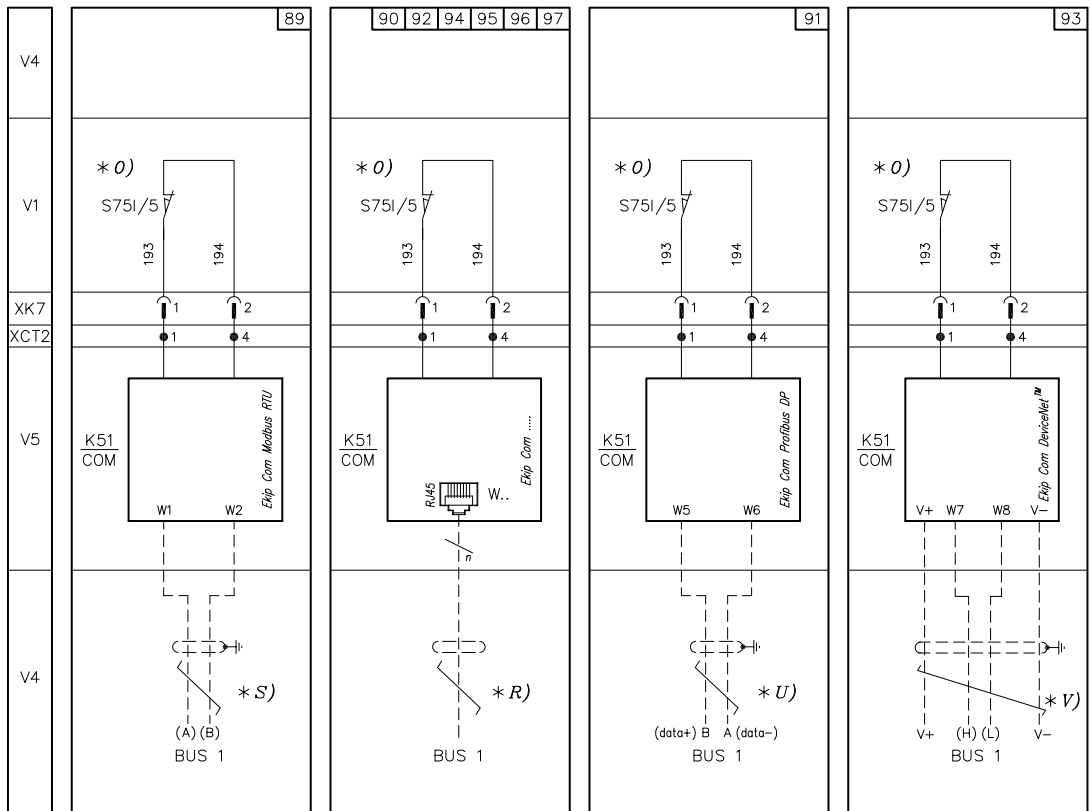 V4
V1
XK7
XCT2
V5
V4
89
* O)
S75I/5
193
194
1
2
1
4
K51
COM
Ekip Com Modbus RTU
W1
W2
* S)
(A) (B)
BUS 1
90 92 94 95 96 97
* O)
S75I/5
193
194
1
2
1
4
K51
COM
Ekip Com .....
RJ45
W..
n
* R)
BUS 1
91
* O)
S75I/5
193
194
1
2
1
4
K51
COM
Ekip Com Profibus DP
W5
W6
* U)
(data+) B A (data-)
BUS 1
93
* O)
S75I/5
193
194
1
2
1
4
K51
COM
Ekip Com DeviceNet™
V+ W7 W8 V-
* V)
V+ (H) (L) V-
BUS 1